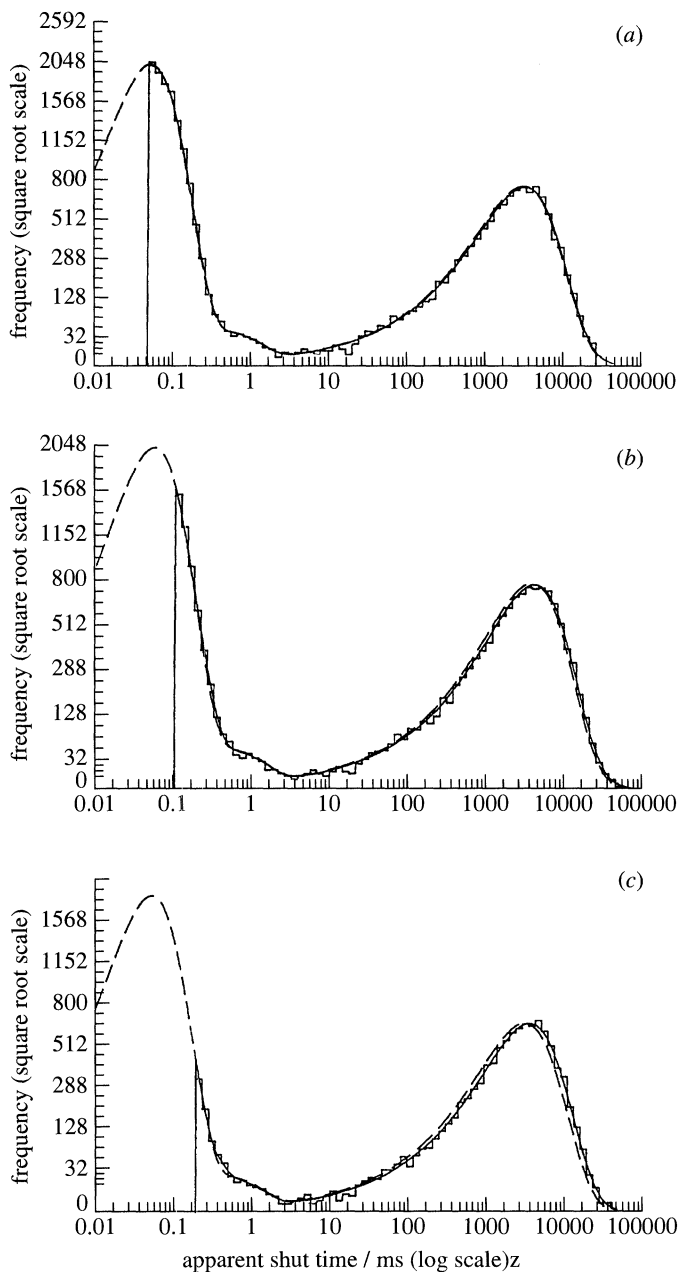 (a)
frequency (square root scale)
2592
2048
1568
1152
800
512
288
128
32
0
0.01 0.1 1 10 100 1000 10000 100000
(b)
frequency (square root scale)
2048
1568
1152
800
512
288
128
32
0
0.01 0.1 1 10 100 1000 10000 100000
(c)
frequency (square root scale)
1568
1152
800
512
288
128
32
0
0.01 0.1 1 10 100 1000 10000 100000
apparent shut time / ms (log scale)z